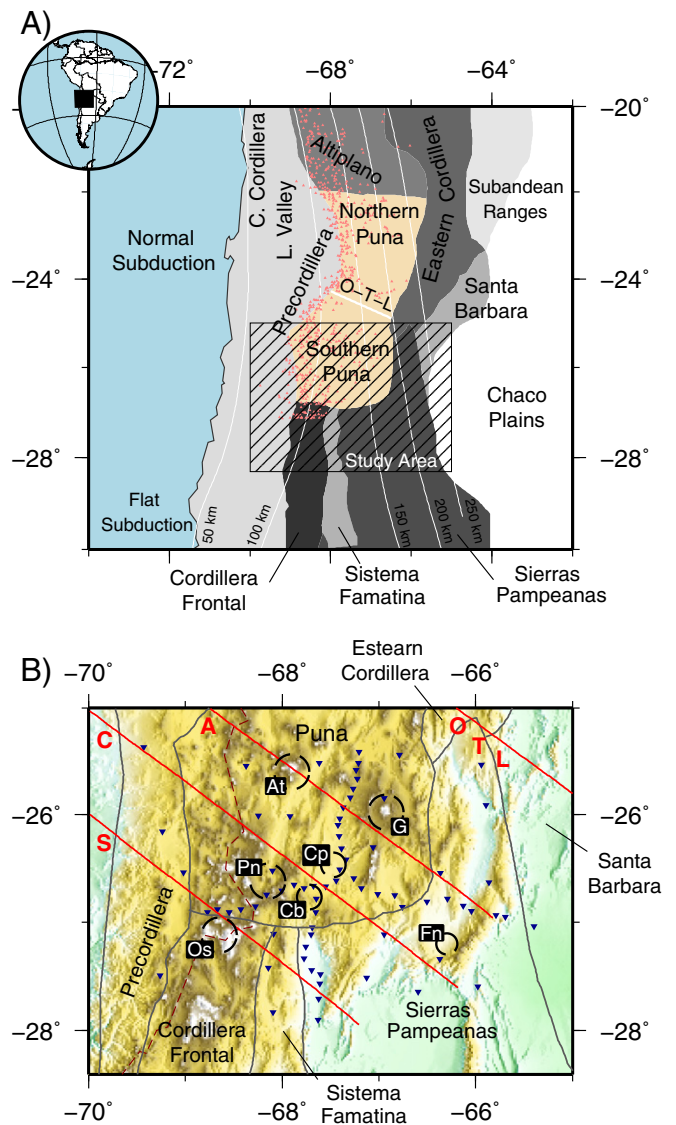 A)
−72˚ −68˚ −64˚
−20˚
−24˚ −24˚
−28˚ −28˚
C. Cordillera
L. Valley
Precordillera
Altiplano
Eastern Cordillera
Subandean
Ranges
Normal
Subduction
Northern
Puna
O−T−L
Santa
Barbara
Southern
Puna
Chaco
Plains
Study Area
Flat
Subduction
50 km
100 km
150 km
200 km
250 km
Cordillera
Frontal
Sistema
Famatina
Sierras
Pampeanas
B)
Estearn
Cordillera
−70˚ −68˚ −66˚
C
A
Puna
O
T
L
At
−26˚ −26˚
G
S
Cp
Pn
Santa
Barbara
Cb
Fn
Os
Precordillera
Sierras
Pampeanas
−28˚ −28˚
Cordillera
Frontal
Sistema
Famatina
−70˚ −68˚ −66˚